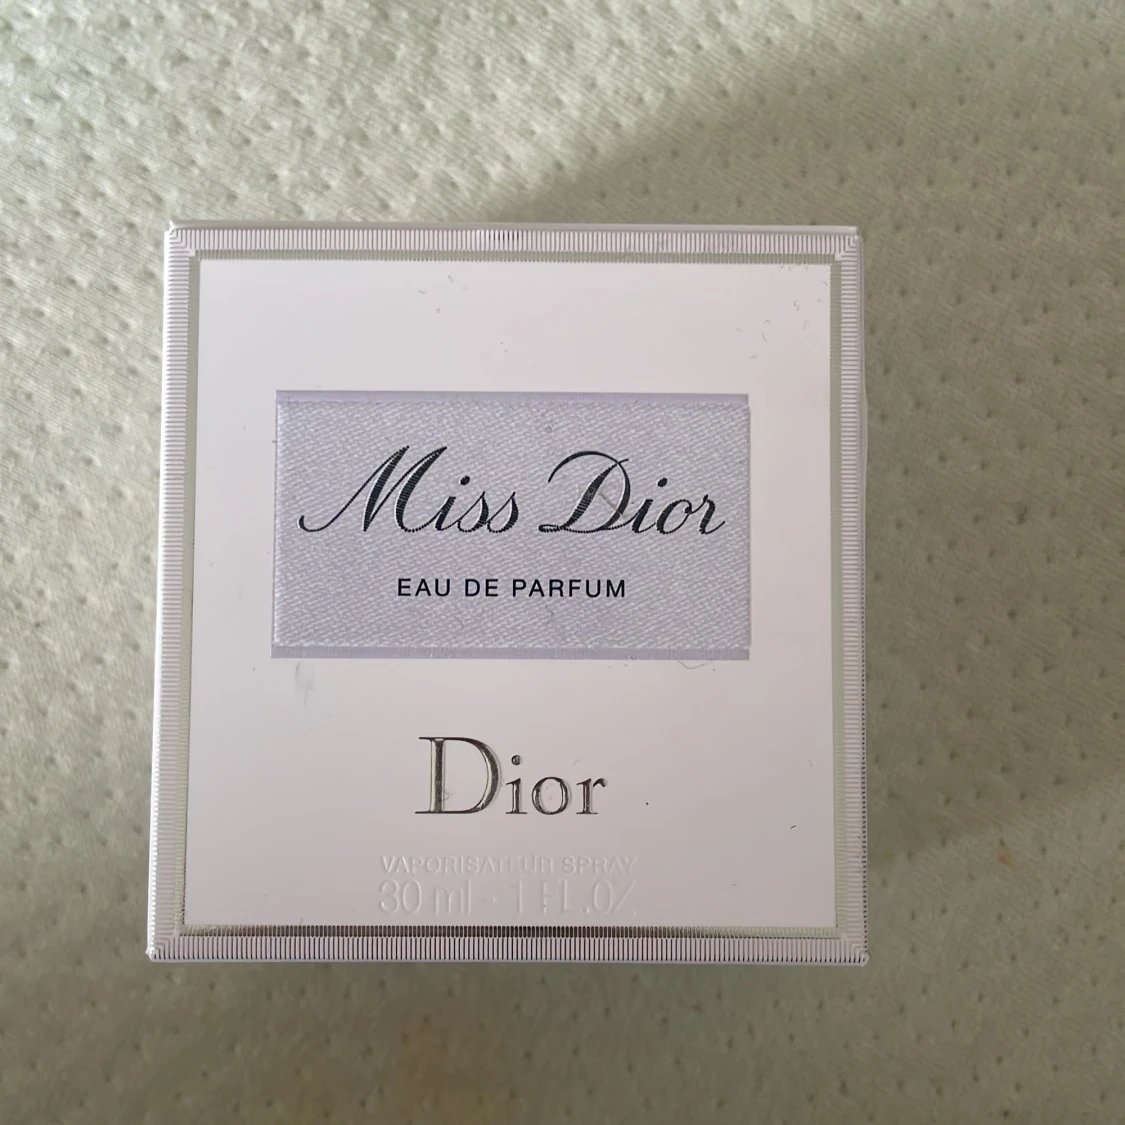 Miss Dior
EAU DE PARFUM
Dior
VAPORISATEUR SPRAY
30 ml · 1 FL.OZ